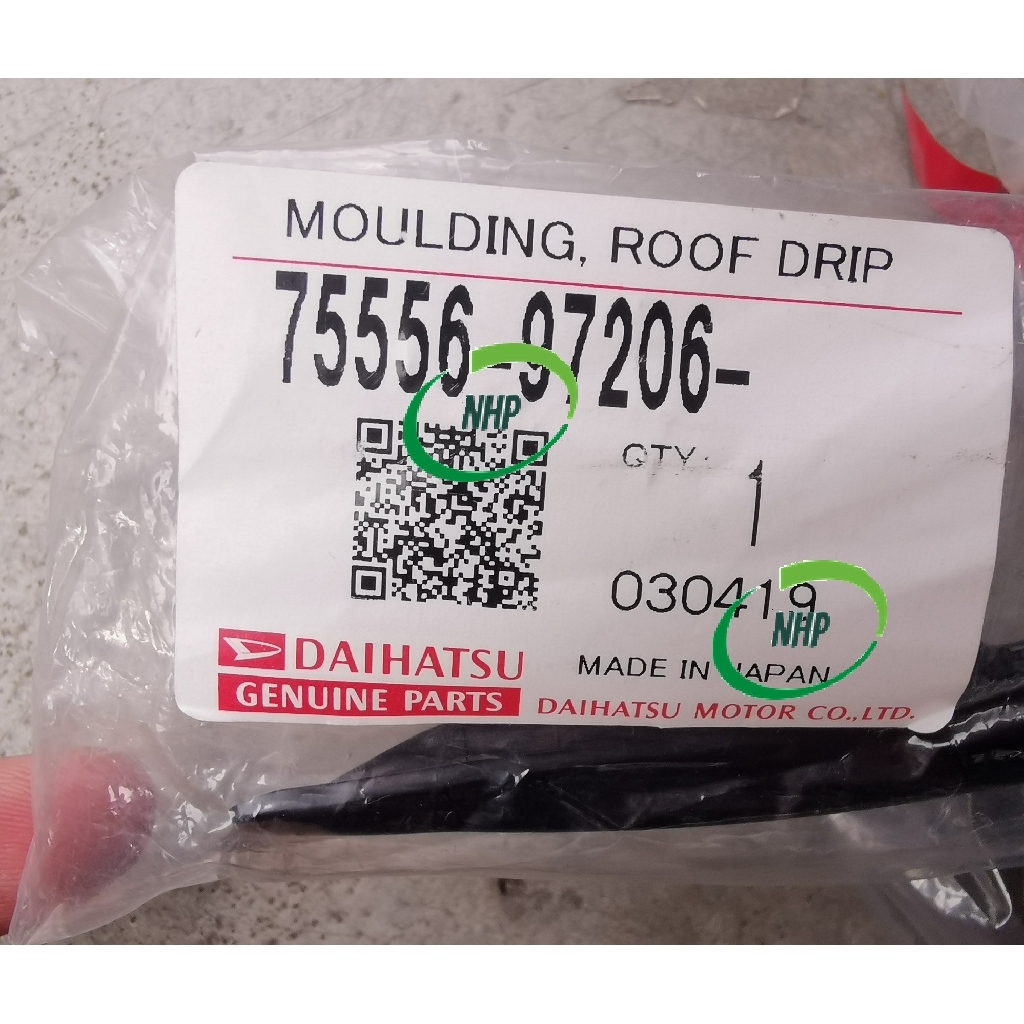 MOULDING, ROOF DRIP
75556-97206-
NHP
QTY.
1
030419
NHP
MADE IN JAPAN
DAIHATSU
GENUINE PARTS
DAIHATSU MOTOR CO.,LTD.